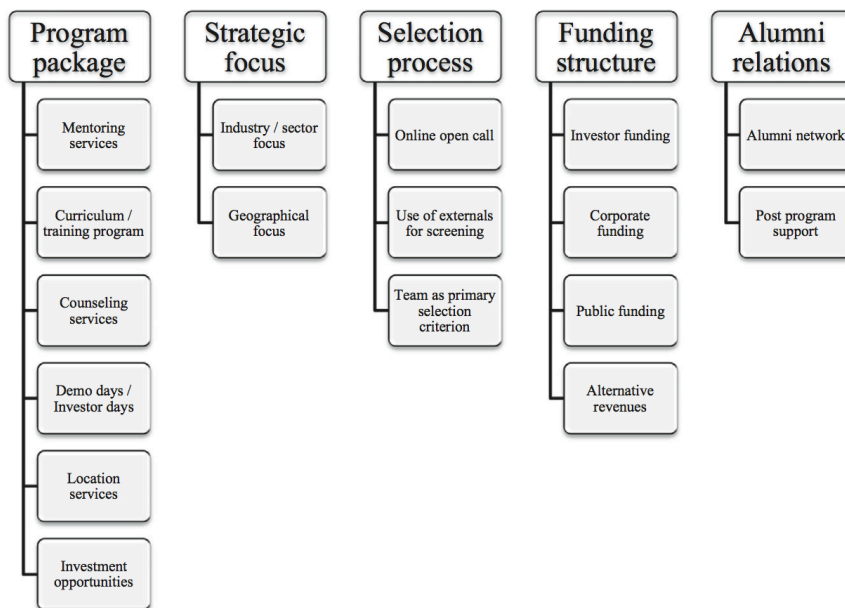 Program
package
Mentoring
services
Curriculum /
training program
Counseling
services
Demo days /
Investor days
Location
services
Investment
opportunities
Strategic
focus
Industry / sector
focus
Geographical
focus
Selection
process
Online open call
Use of externals
for screening
Team as primary
selection
criterion
Funding
structure
Investor funding
Corporate
funding
Public funding
Alternative
revenues
Alumni
relations
Alumni network
Post program
support